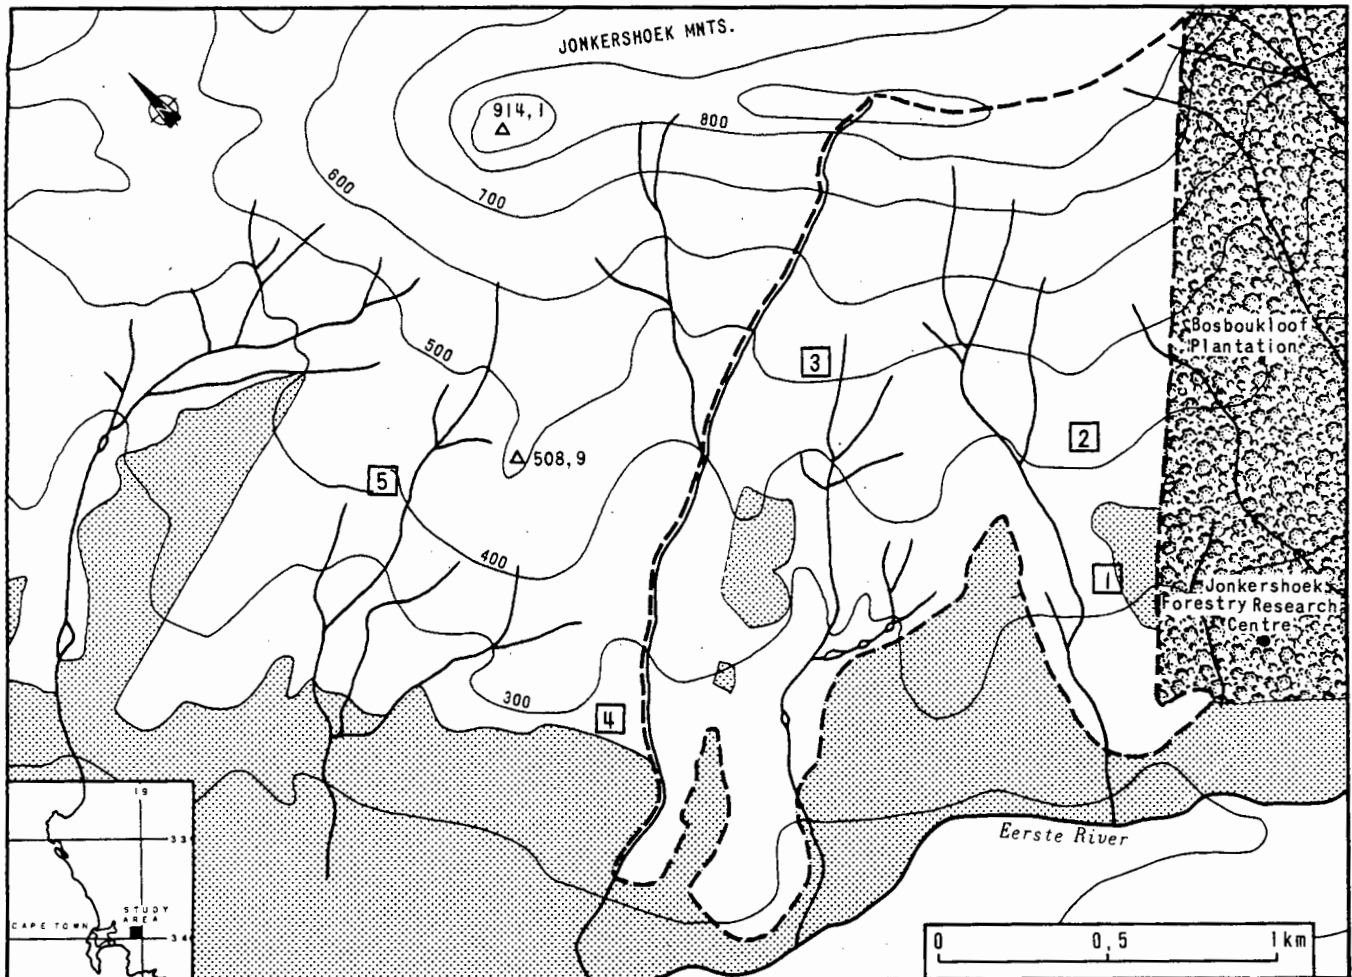 JONKERSHOEK MNTS.
914,1
800
600
700
Bosboukloof
Plantation
500
3
2
508,9
5
400
1
Jonkershoek
Forestry Research
Centre
300
4
19
33
Eerste River
STUDY
AREA
CAPE TOWN
34
0 0,5 1km